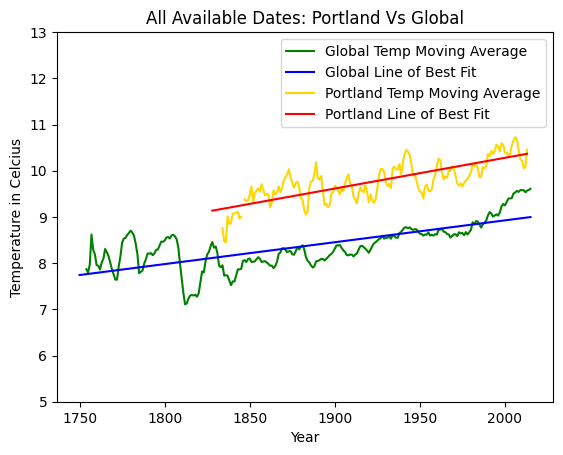 All Available Dates: Portland Vs Global
Global Temp Moving Average
Global Line of Best Fit
Portland Temp Moving Average
Portland Line of Best Fit
Temperature in Celcius
13
12
11
10
9
8
7
6
5
1750 1800 1850 1900 1950 2000
Year